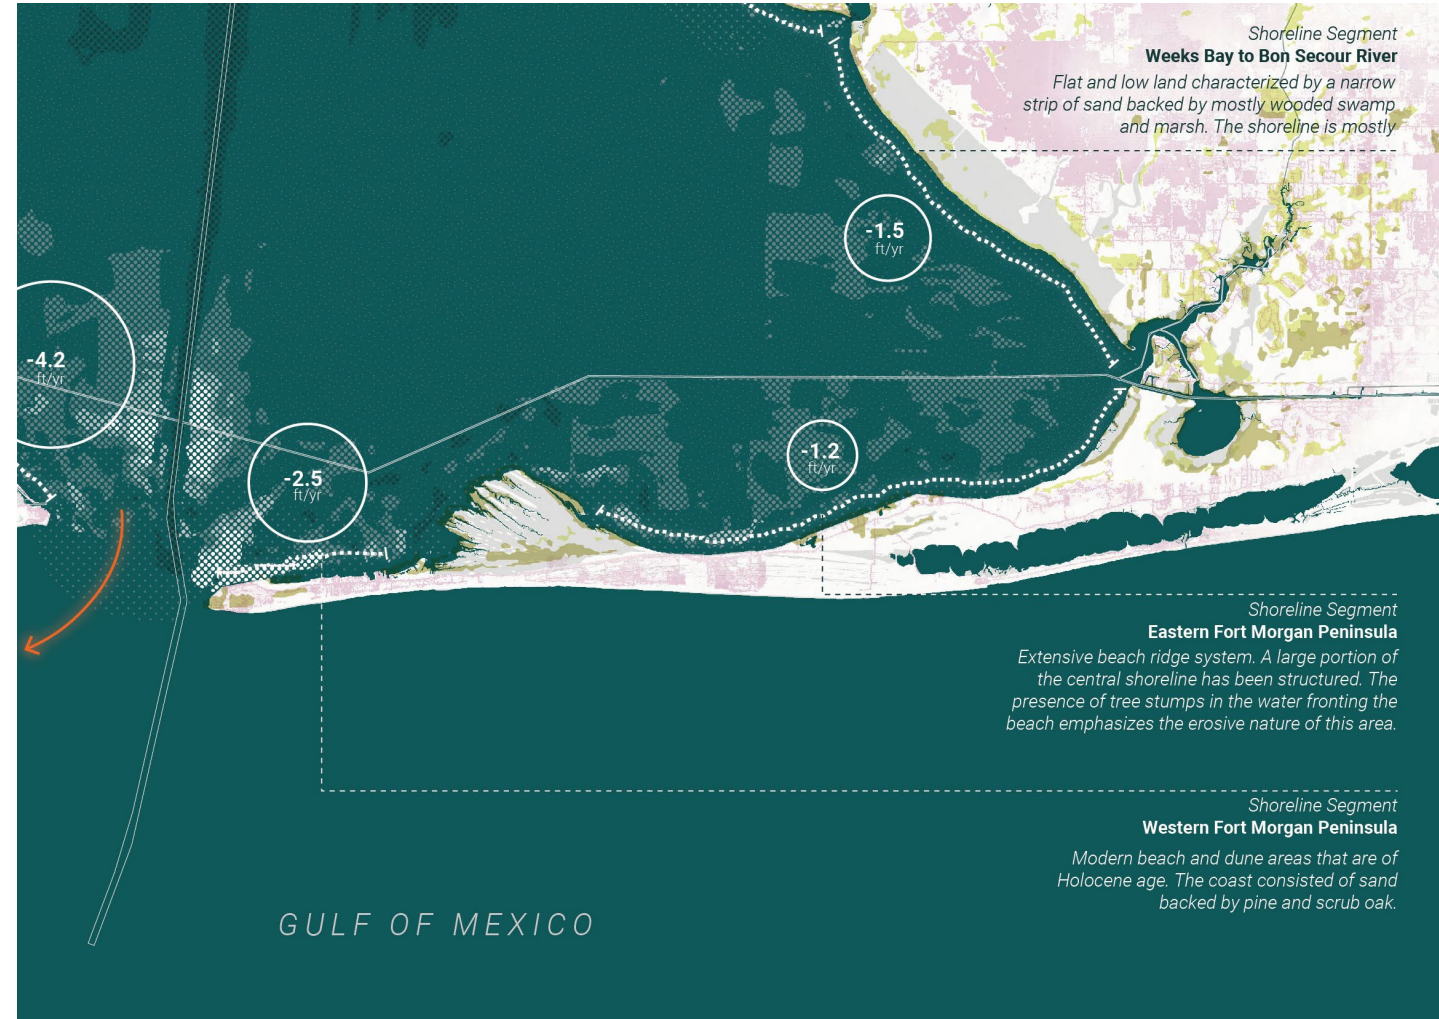 Shoreline Segment
Weeks Bay to Bon Secour River
Flat and low land characterized by a narrow
strip of sand backed by mostly wooded swamp
and marsh. The shoreline is mostly
-1.5
ft/yr
-4.2
ft/yr
-2.5
ft/yr
-1.2
ft/yr
Shoreline Segment
Eastern Fort Morgan Peninsula
Extensive beach ridge system. A large portion of
the central shoreline has been structured. The
presence of tree stumps in the water fronting the
beach emphasizes the erosive nature of this area.
Shoreline Segment
Western Fort Morgan Peninsula
Modern beach and dune areas that are of
Holocene age. The coast consisted of sand
backed by pine and scrub oak.
GULF OF MEXICO